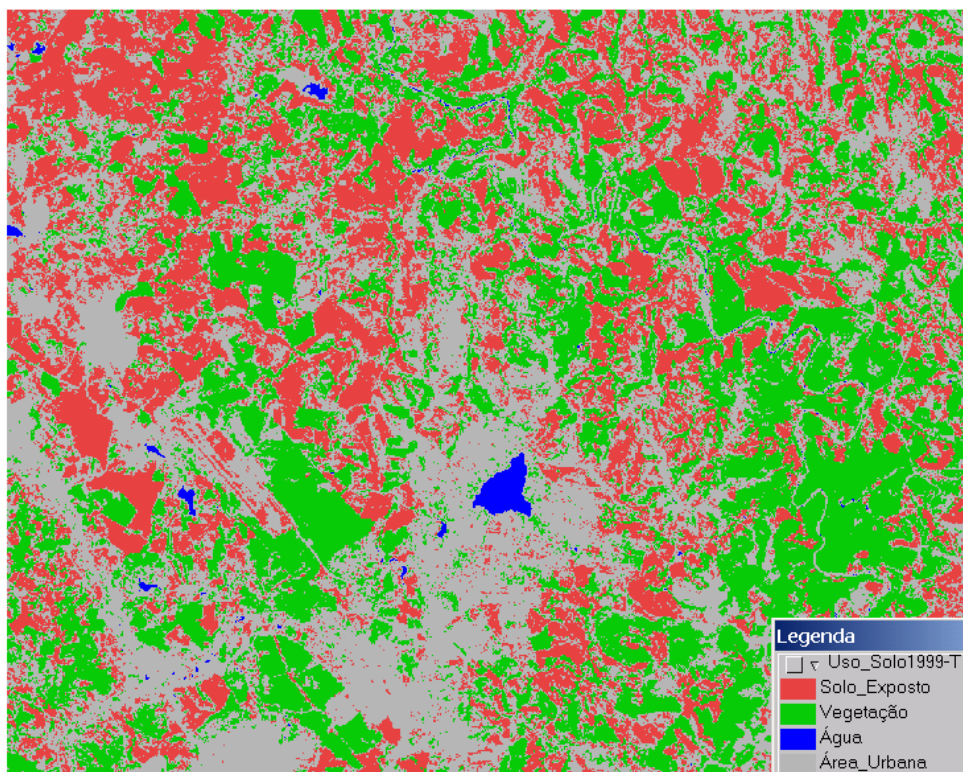 Legenda
Uso_Solo1999-T
Solo_Exposto
Vegetação
Água
Área_Urbana